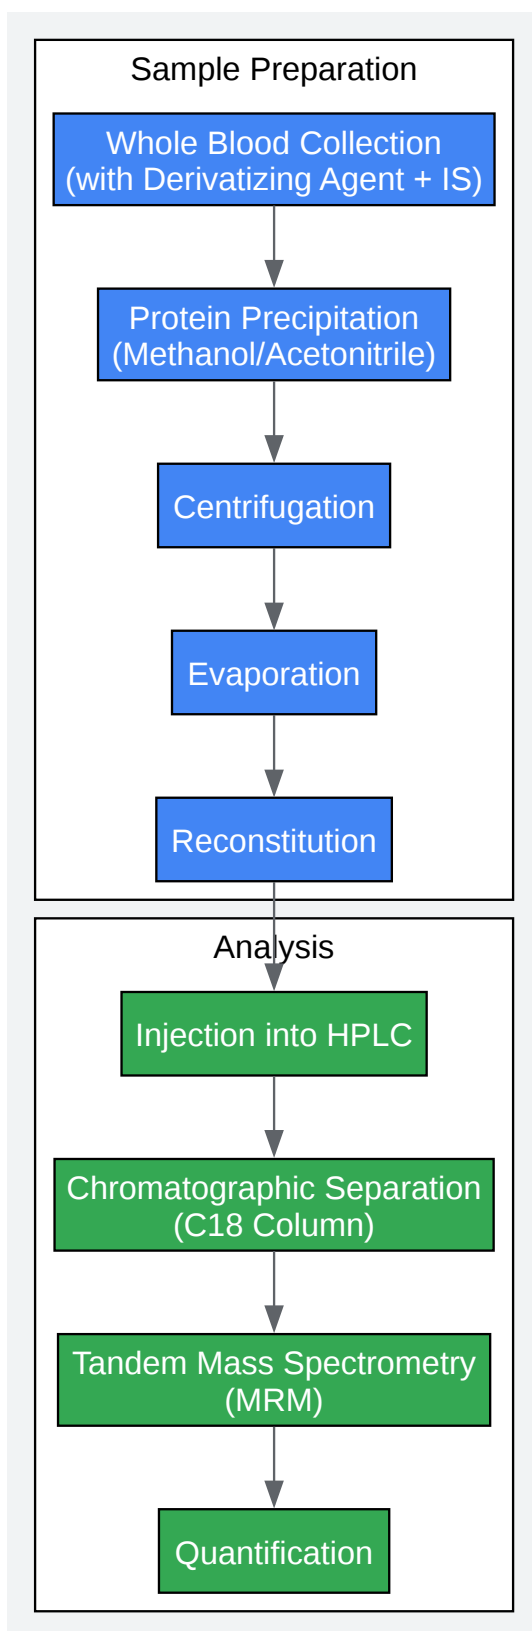 Sample Preparation
Whole Blood Collection
(with Derivatizing Agent + IS)
Protein Precipitation
(Methanol/Acetonitrile)
Centrifugation
Evaporation
Reconstitution
Analysis
Injection into HPLC
Chromatographic Separation
(C18 Column)
Tandem Mass Spectrometry
(MRM)
Quantification